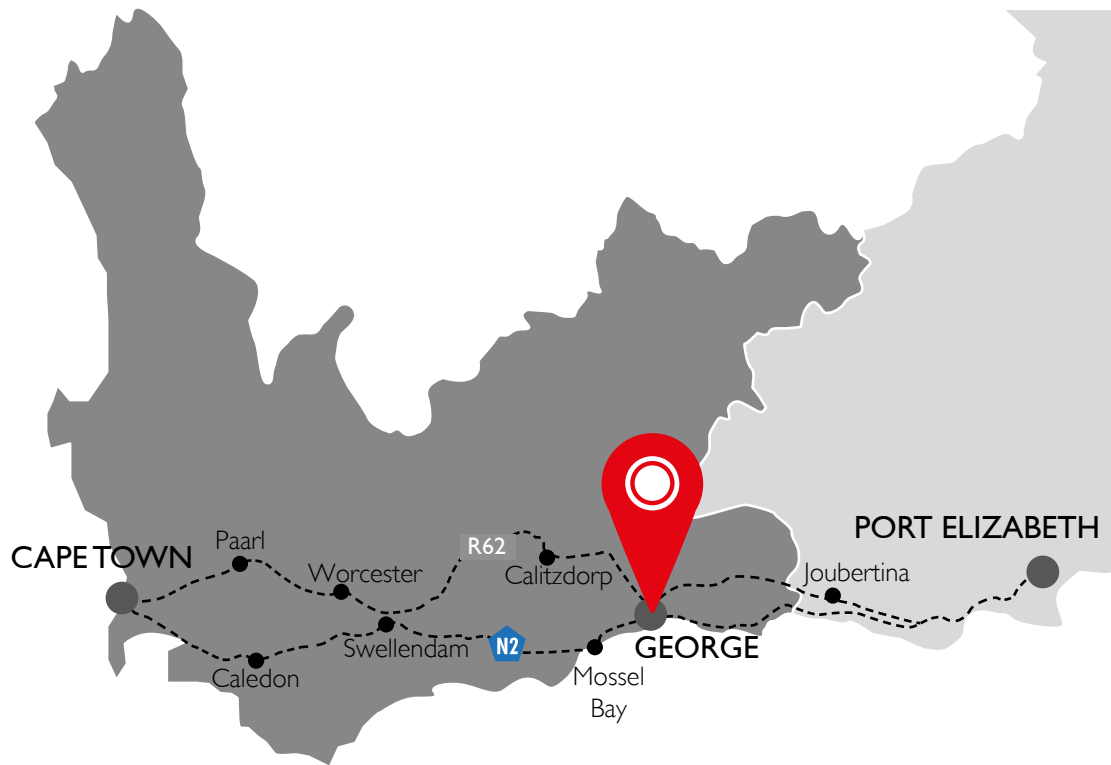 PORT ELIZABETH
CAPE TOWN
Paarl
R62
Worcester
Calitzdorp
Joubertina
Swellendam
N2
GEORGE
Caledon
Mossel
Bay